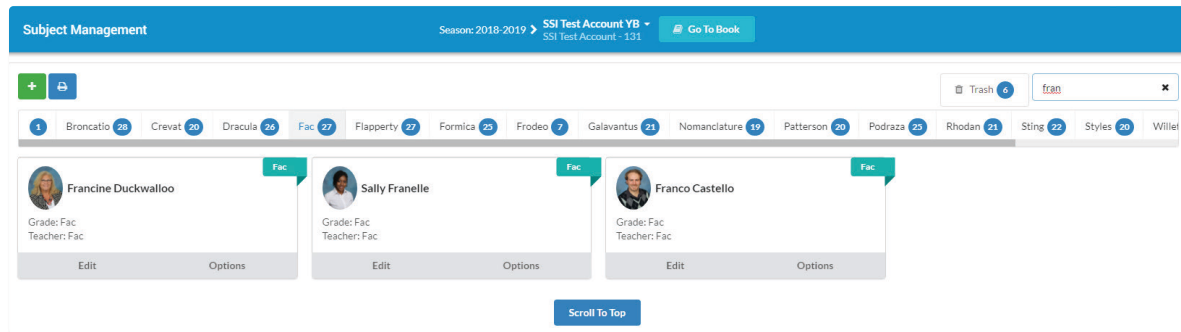 Subject Management
Season: 2018-2019 SSI Test Account YB
SSI Test Account - 131
Go To Book
Trash 6
fran
1 Broncatio 28 Crevat 20 Dracula 26 Fac 27 Flapperty 27 Formica 25 Frodeo 7 Galavantus 21 Nomanclature 19 Patterson 20 Podraza 25 Rhodan 21 Sting 22 Styles 20
Fac
Francine Duckwalloo
Grade: Fac
Teacher: Fac
Edit Options
Fac
Sally Franelle
Grade: Fac
Teacher: Fac
Edit Options
Fac
Franco Castello
Grade: Fac
Teacher: Fac
Edit Options
Scroll To Top